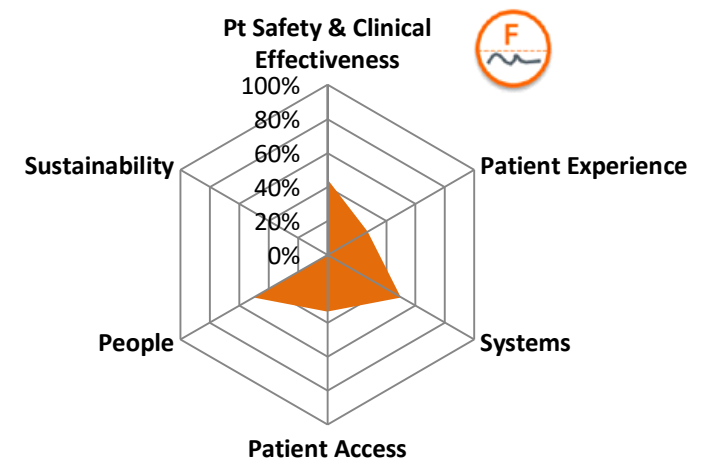 Pt Safety & Clinical
Effectiveness
F
100%
80%
60%
40%
20%
0%
Sustainability
Patient Experience
People
Systems
Patient Access